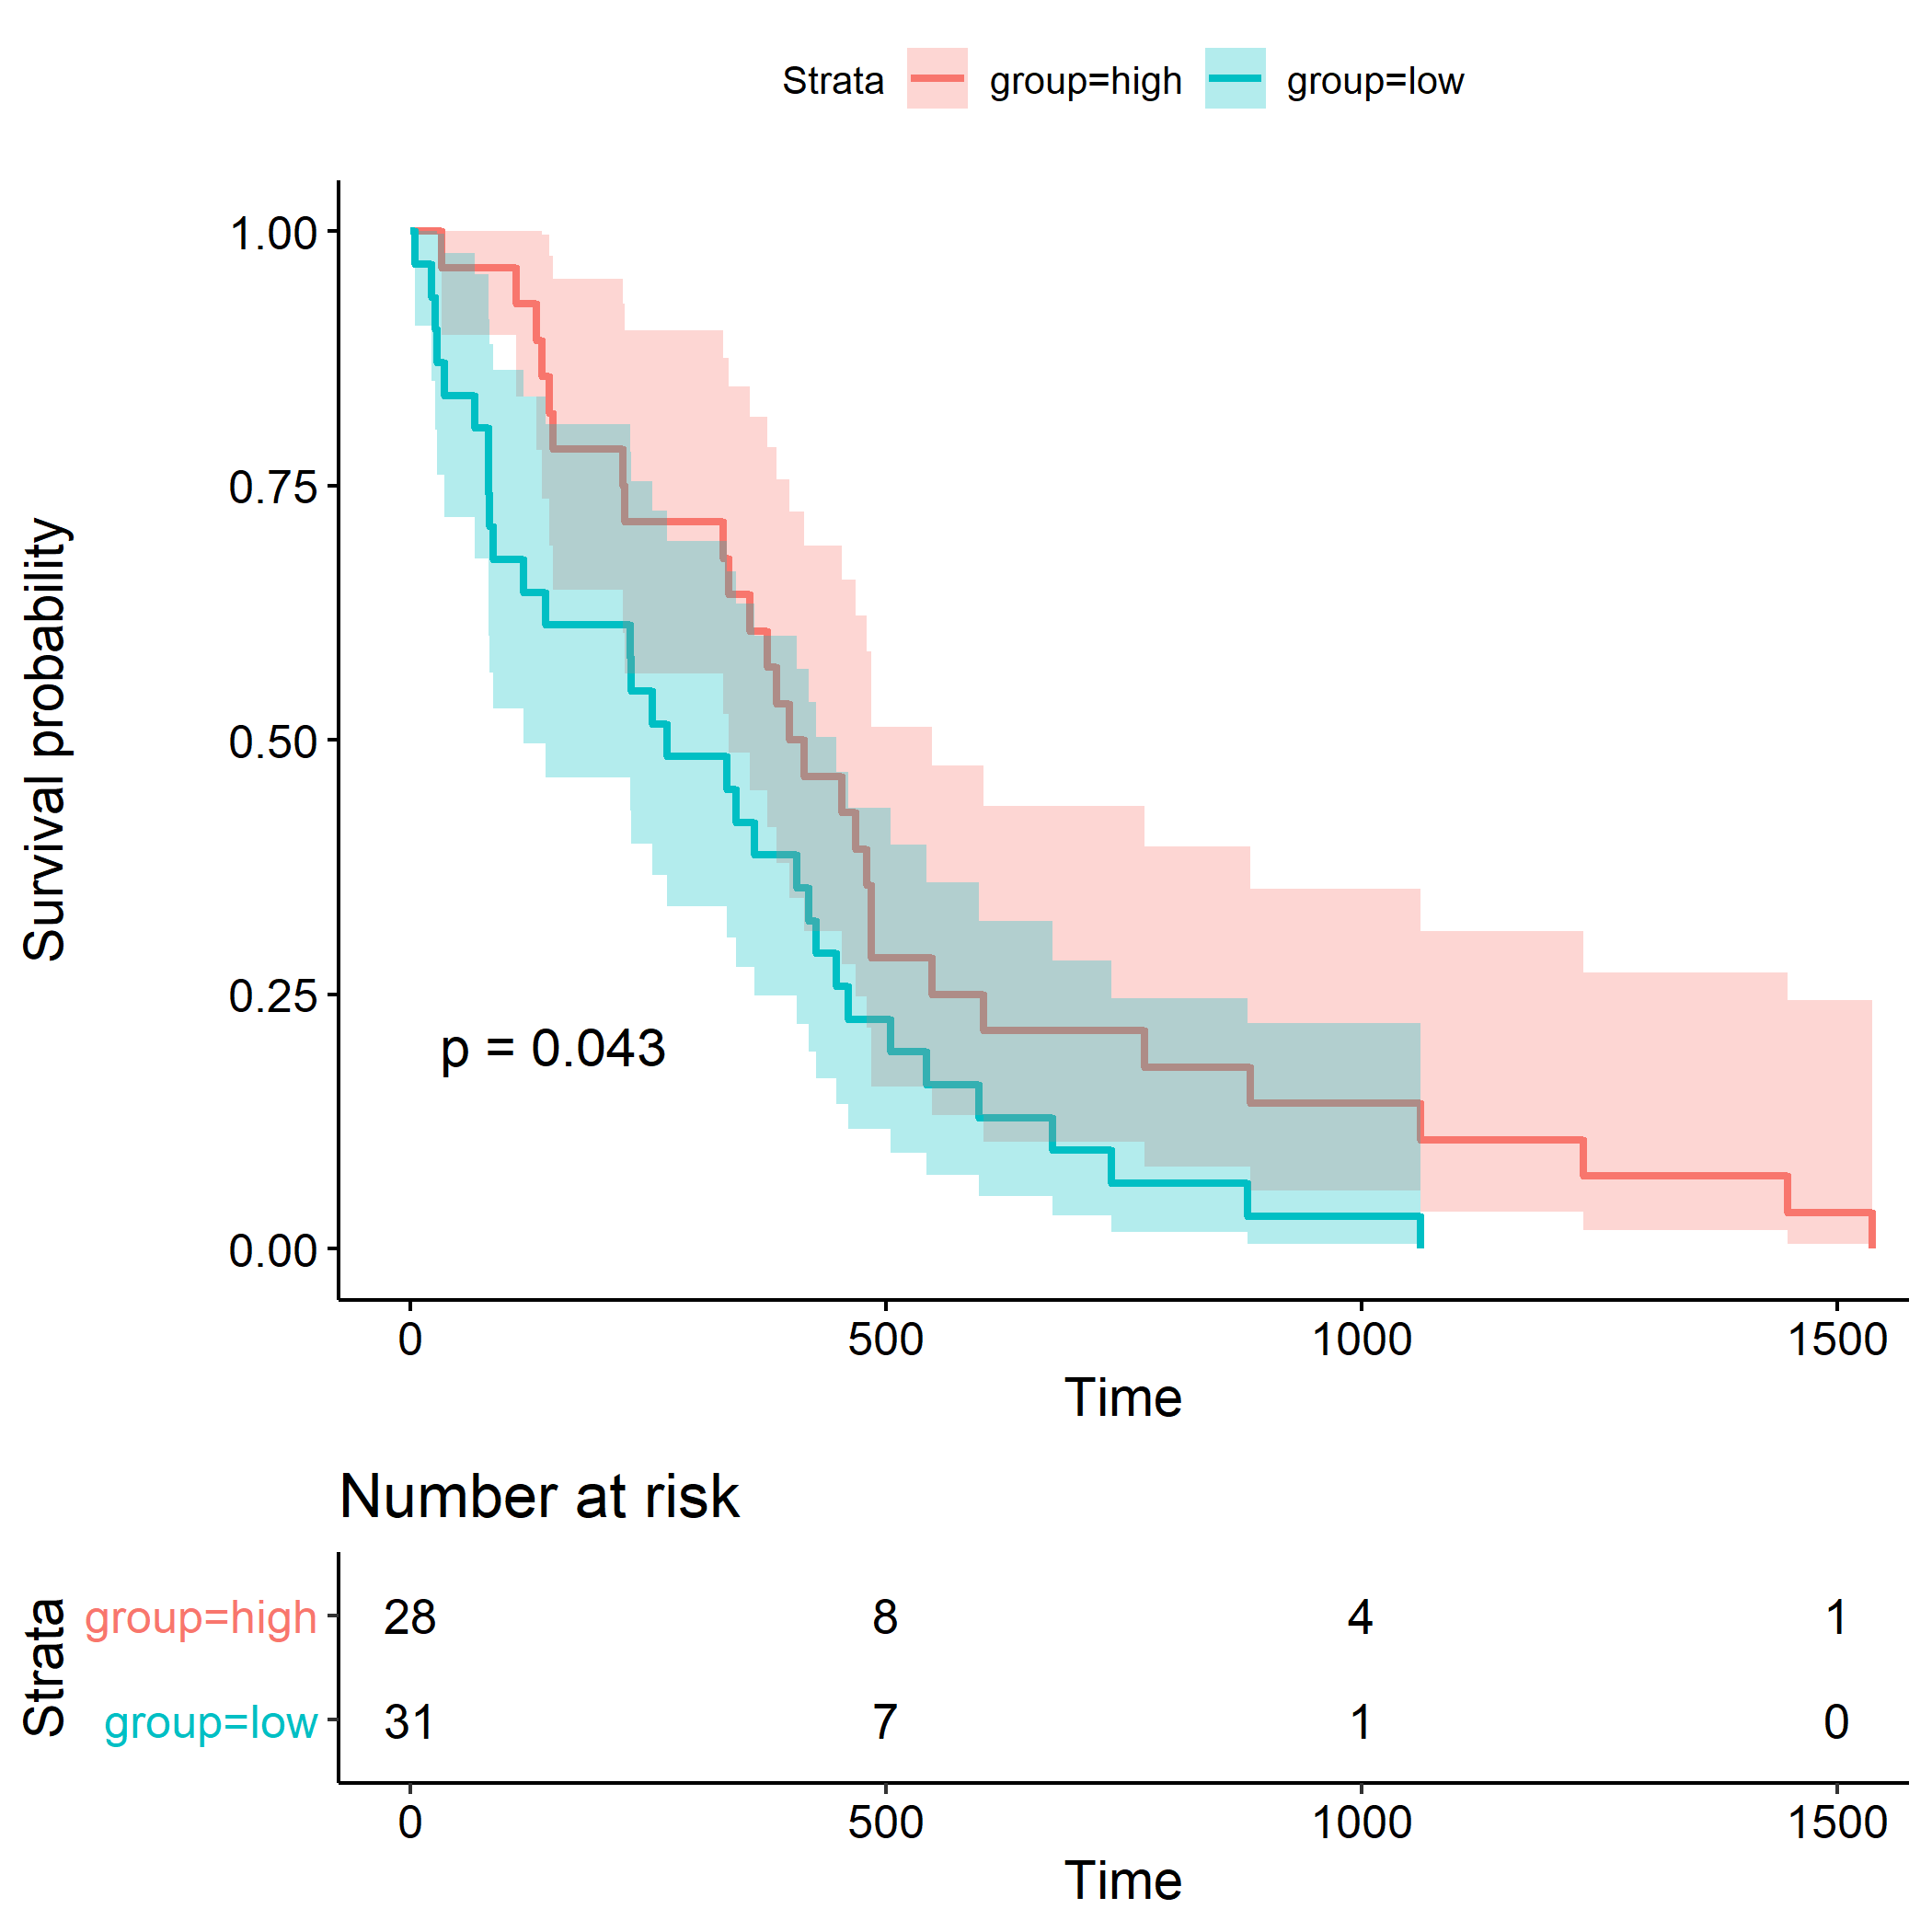 Strata group=high group=low
1.00
0.75
0.50
0.25
0.00
Survival probability
p = 0.043
0 500 1000 1500
Time
Number at risk
Strata
group=high 28 8 4 1
group=low 31 7 1 0
0 500 1000 1500
Time